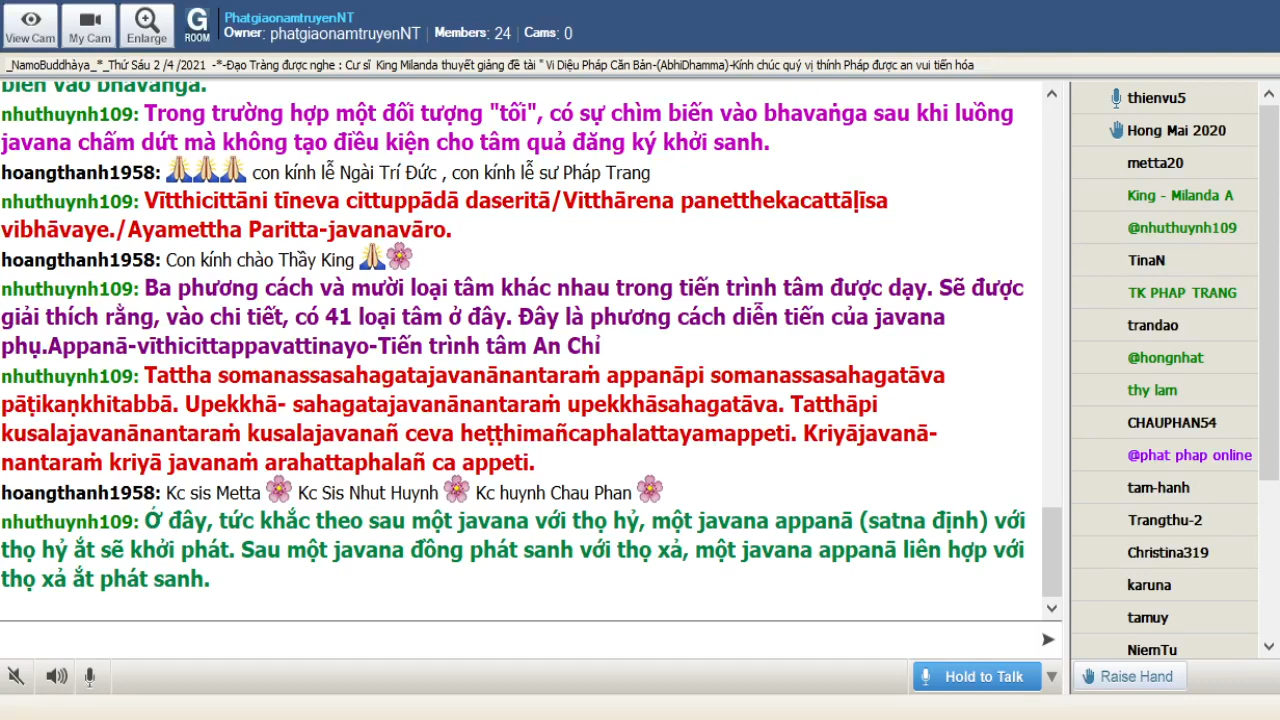 View Cam
My Cam
Enlarge
G
ROOM
PhatgiaonamtruyenNT
Owner: phatgiaonamtruyenNT | Members: 24 | Cams: 0
_NamoBuddhàya_*_Thứ Sáu 2 /4 /2021 -*-Đạo Tràng được nghe : Cư sĩ King Milanda thuyết giảng đề tài " Vi Diệu Pháp Căn Bản-(AbhiDhamma)-Kính chúc quý vị thính Pháp được an vui tiến hóa
biến vào bhavaṅga.
nhuthuynh109: Trong trường hợp một đối tượng "tối", có sự chìm biến vào bhavaṅga sau khi luồng
javana chấm dứt mà không tạo điều kiện cho tâm quả đăng ký khởi sanh.
hoangthanh1958: con kính lễ Ngài Trí Đức , con kính lễ sư Pháp Trang
nhuthuynh109: Vītthicittāni tīneva cittuppādā daseritā/Vitthārena panetthekacattāḷisa
vibhāvaye./Ayamettha Paritta-javanavāro.
hoangthanh1958: Con kính chào Thầy King
nhuthuynh109: Ba phương cách và mười loại tâm khác nhau trong tiến trình tâm được dạy. Sẽ được
giải thích rằng, vào chi tiết, có 41 loại tâm ở đây. Đây là phương cách diễn tiến của javana
phụ.Appanā-vīthicittappavattinayo-Tiến trình tâm An Chỉ
nhuthuynh109: Tattha somanassasahagatajavanānantaraṁ appanāpi somanassasahagatāva
pāṭikaṇkhitabbā. Upekkhā- sahagatajavanānantaraṁ upekkhāsahagatāva. Tatthāpi
kusalajavanānantaraṁ kusalajavanañ ceva heṭṭhimañcaphalattayamappeti. Kriyājavanā-
nantaraṁ kriyā javanaṁ arahattaphalañ ca appeti.
hoangthanh1958: Kc sis Metta Kc Sis Nhut Huynh Kc huynh Chau Phan
nhuthuynh109: Ở đây, tức khắc theo sau một javana với thọ hỷ, một javana appanā (satna định) với
thọ hỷ ắt sẽ khởi phát. Sau một javana đồng phát sanh với thọ xả, một javana appanā liên hợp với
thọ xả ắt phát sanh.
Hold to Talk
thienvu5
Hong Mai 2020
metta20
King - Milanda A
@nhuthuynh109
TinaN
TK PHAP TRANG
trandao
@hongnhat
thy lam
CHAUPHAN54
@phat phap online
tam-hanh
Trangthu-2
Christina319
karuna
tamuy
NiemTu
Raise Hand